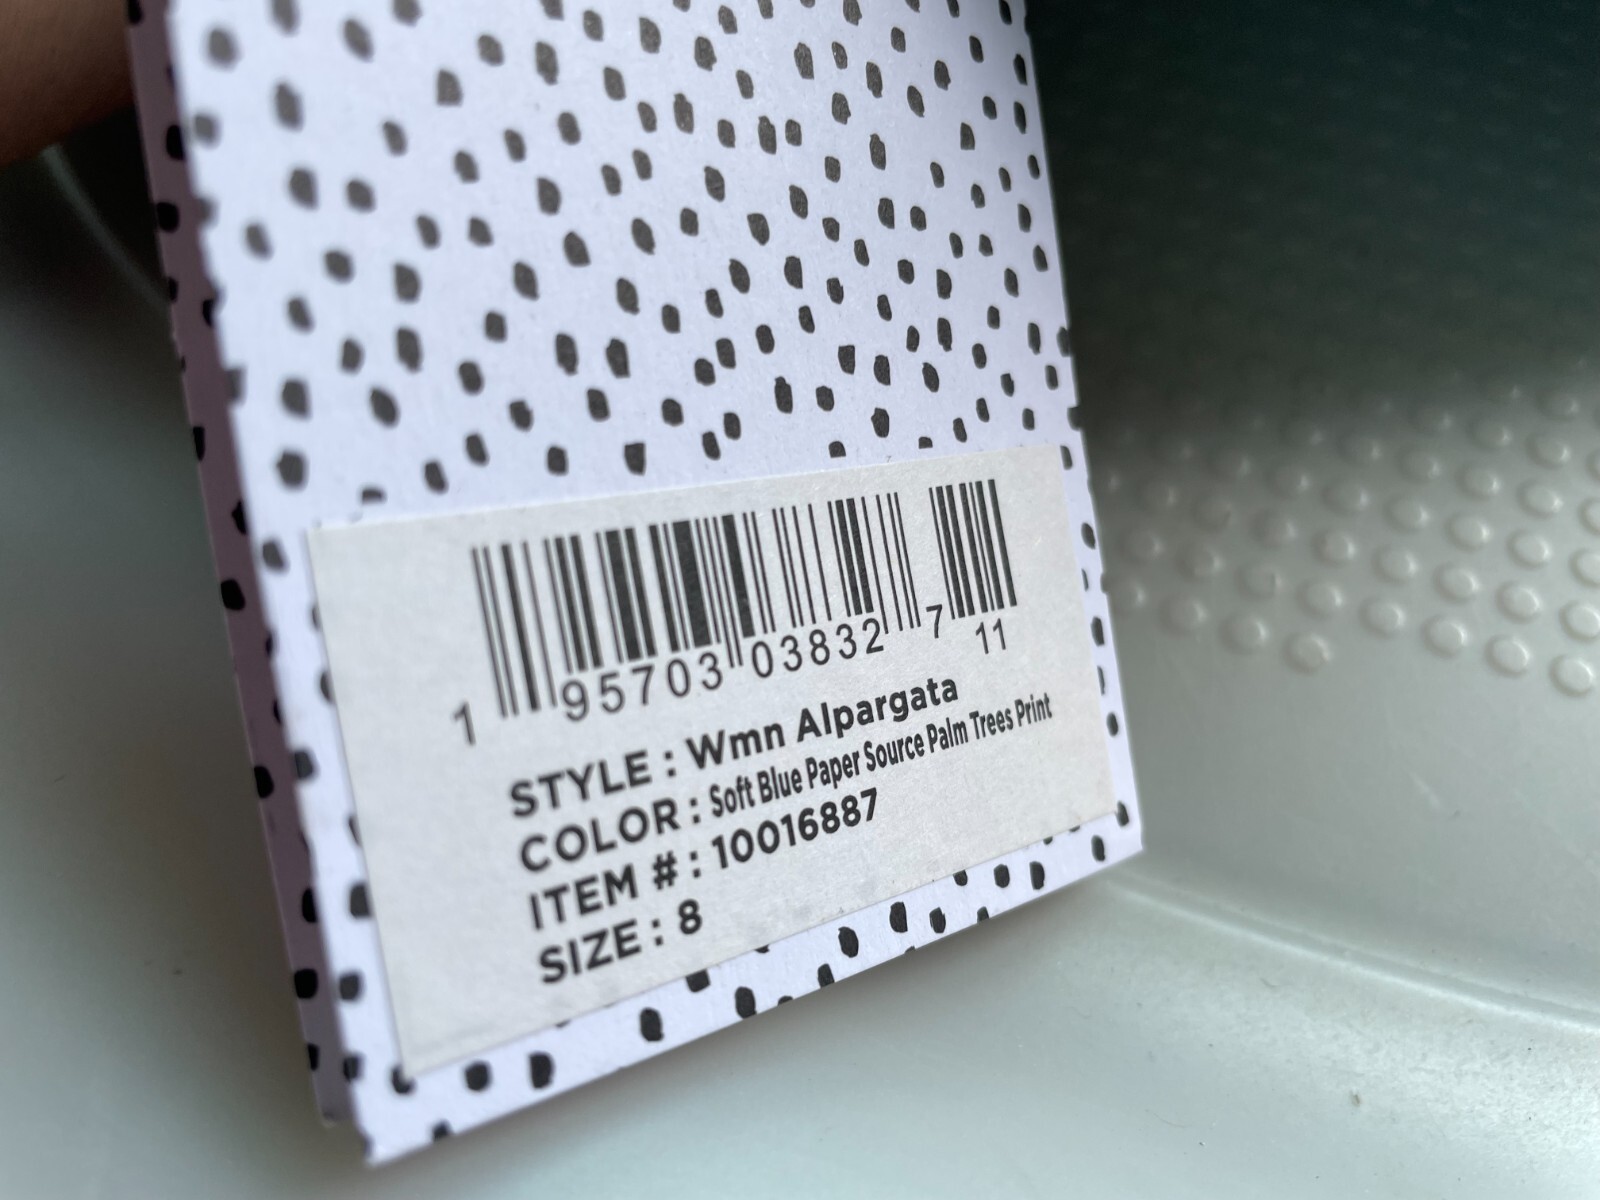 1 95703 03832 7 11
STYLE : Wmn Alpargata
COLOR : Soft Blue Paper Source Palm Trees Print
ITEM # : 10016887
SIZE : 8